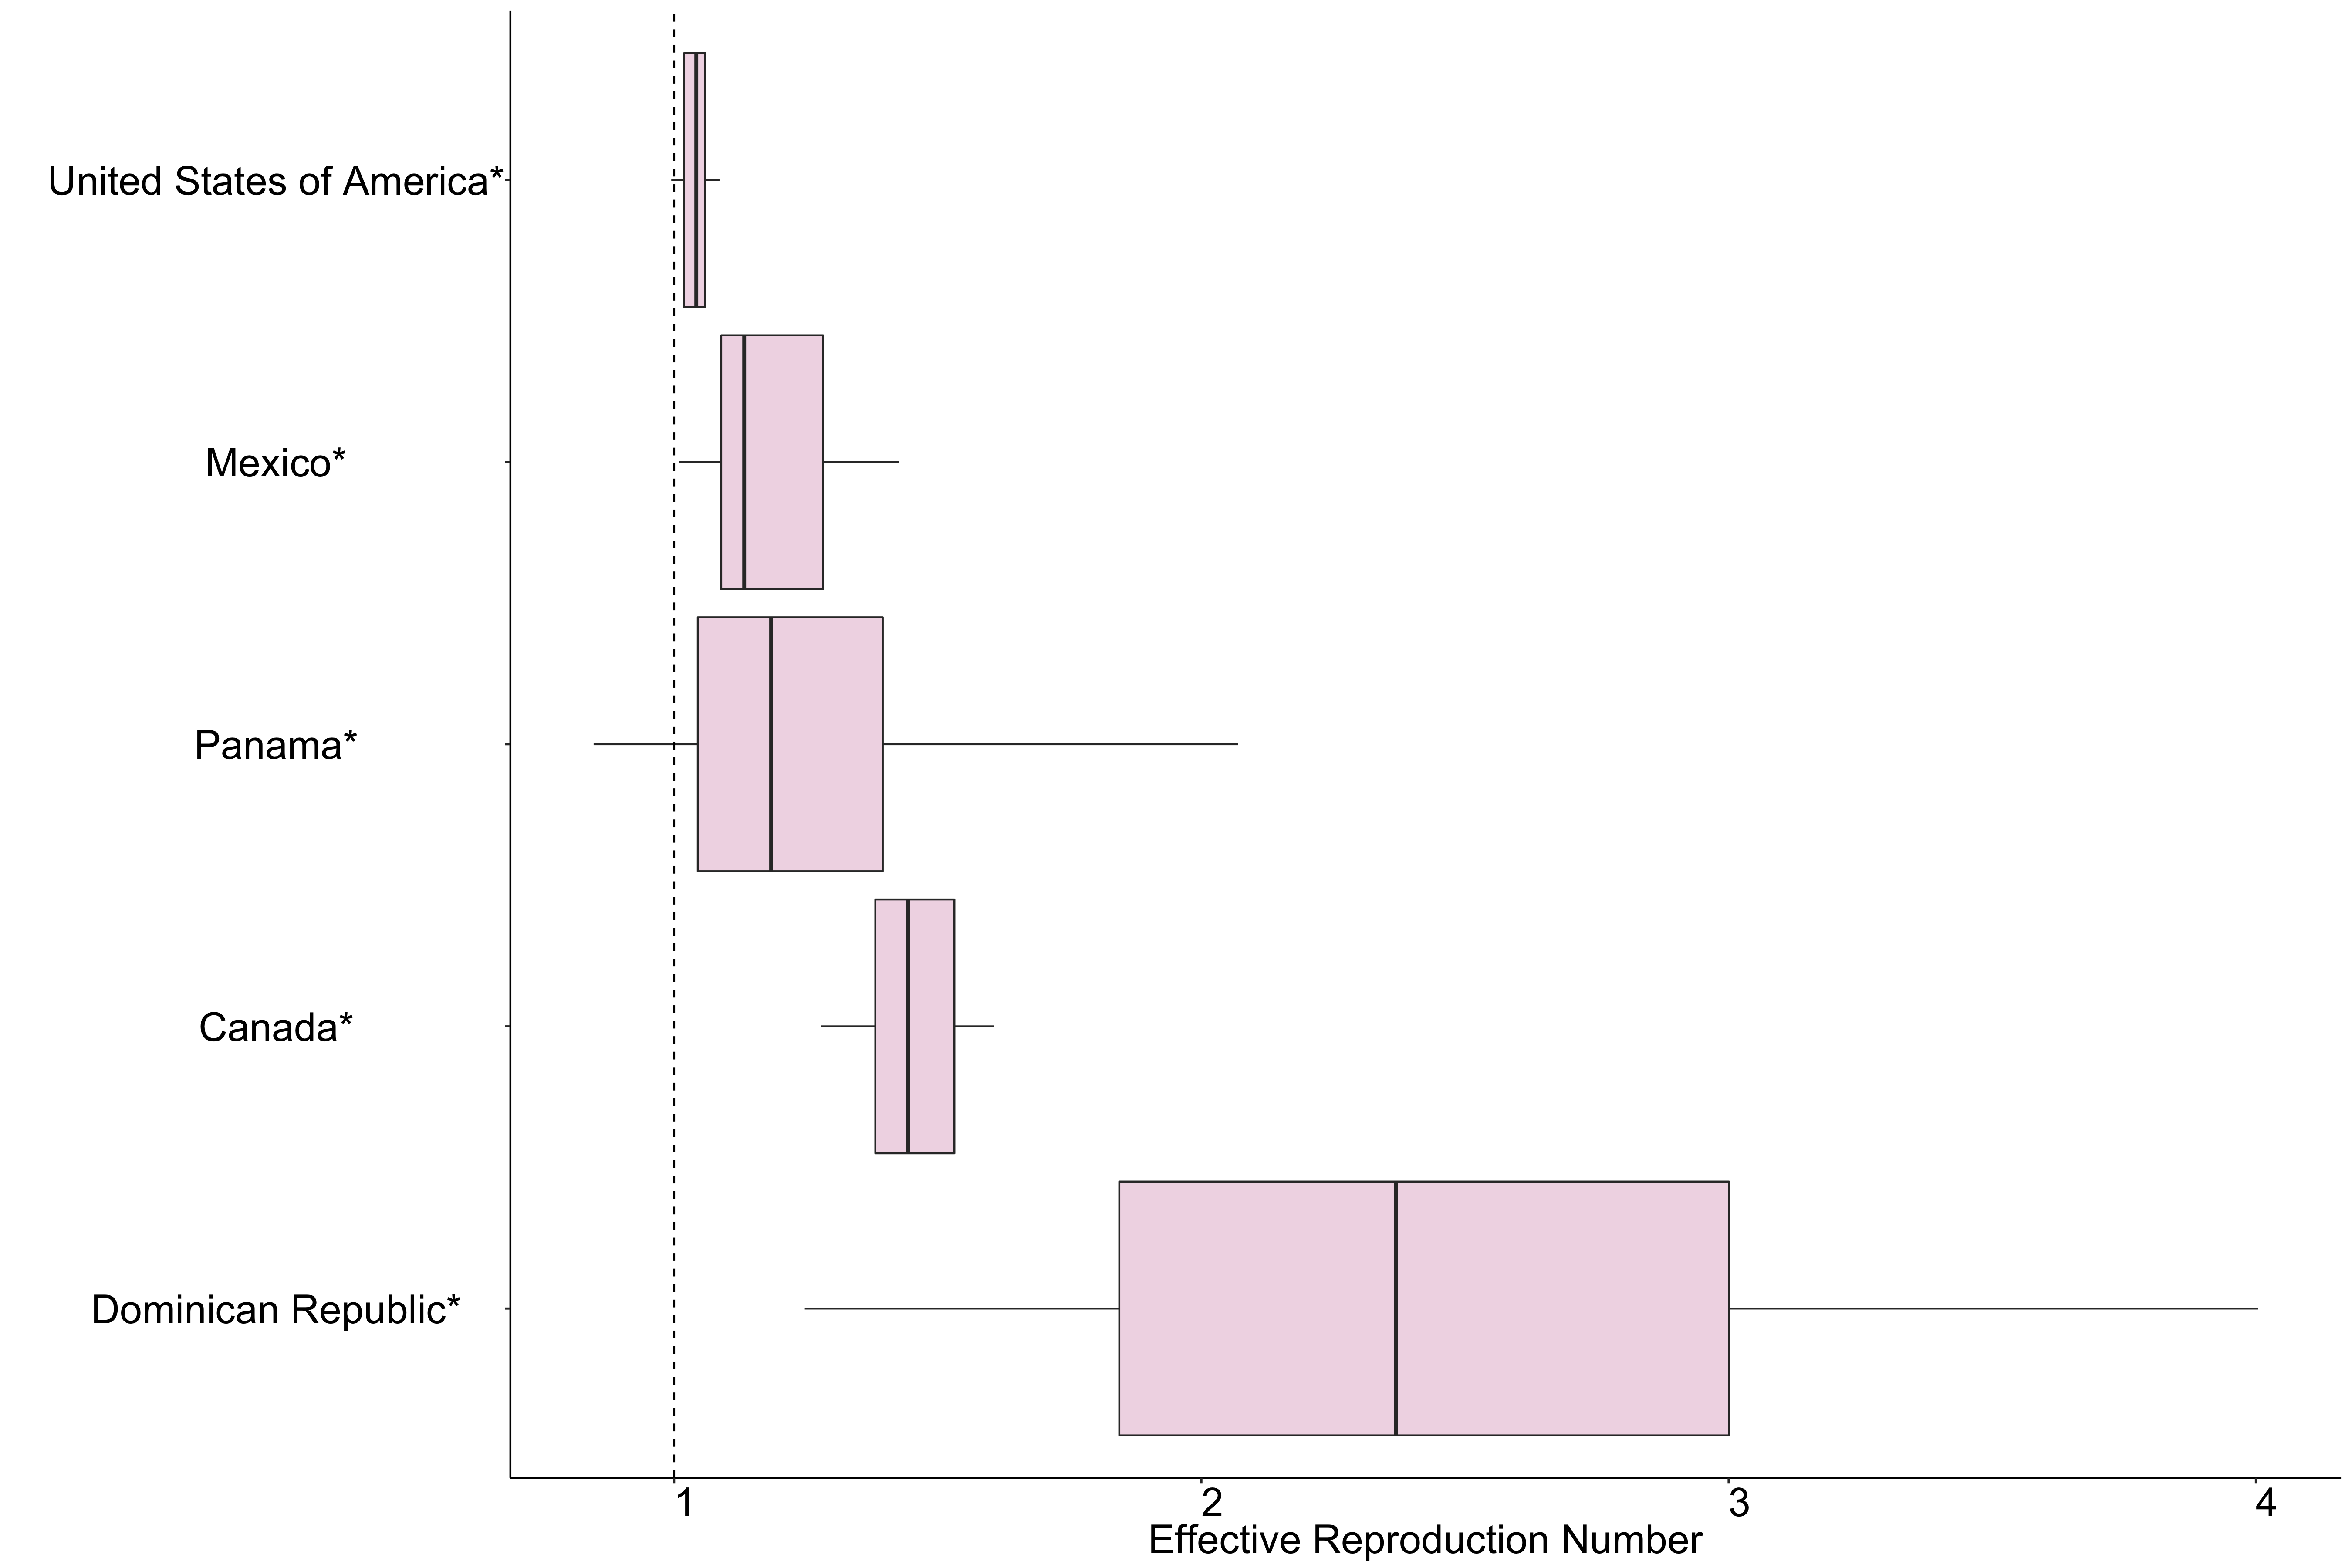 United States of America*
Mexico*
Panama*
Canada*
Dominican Republic*
1 2 3 4
Effective Reproduction Number